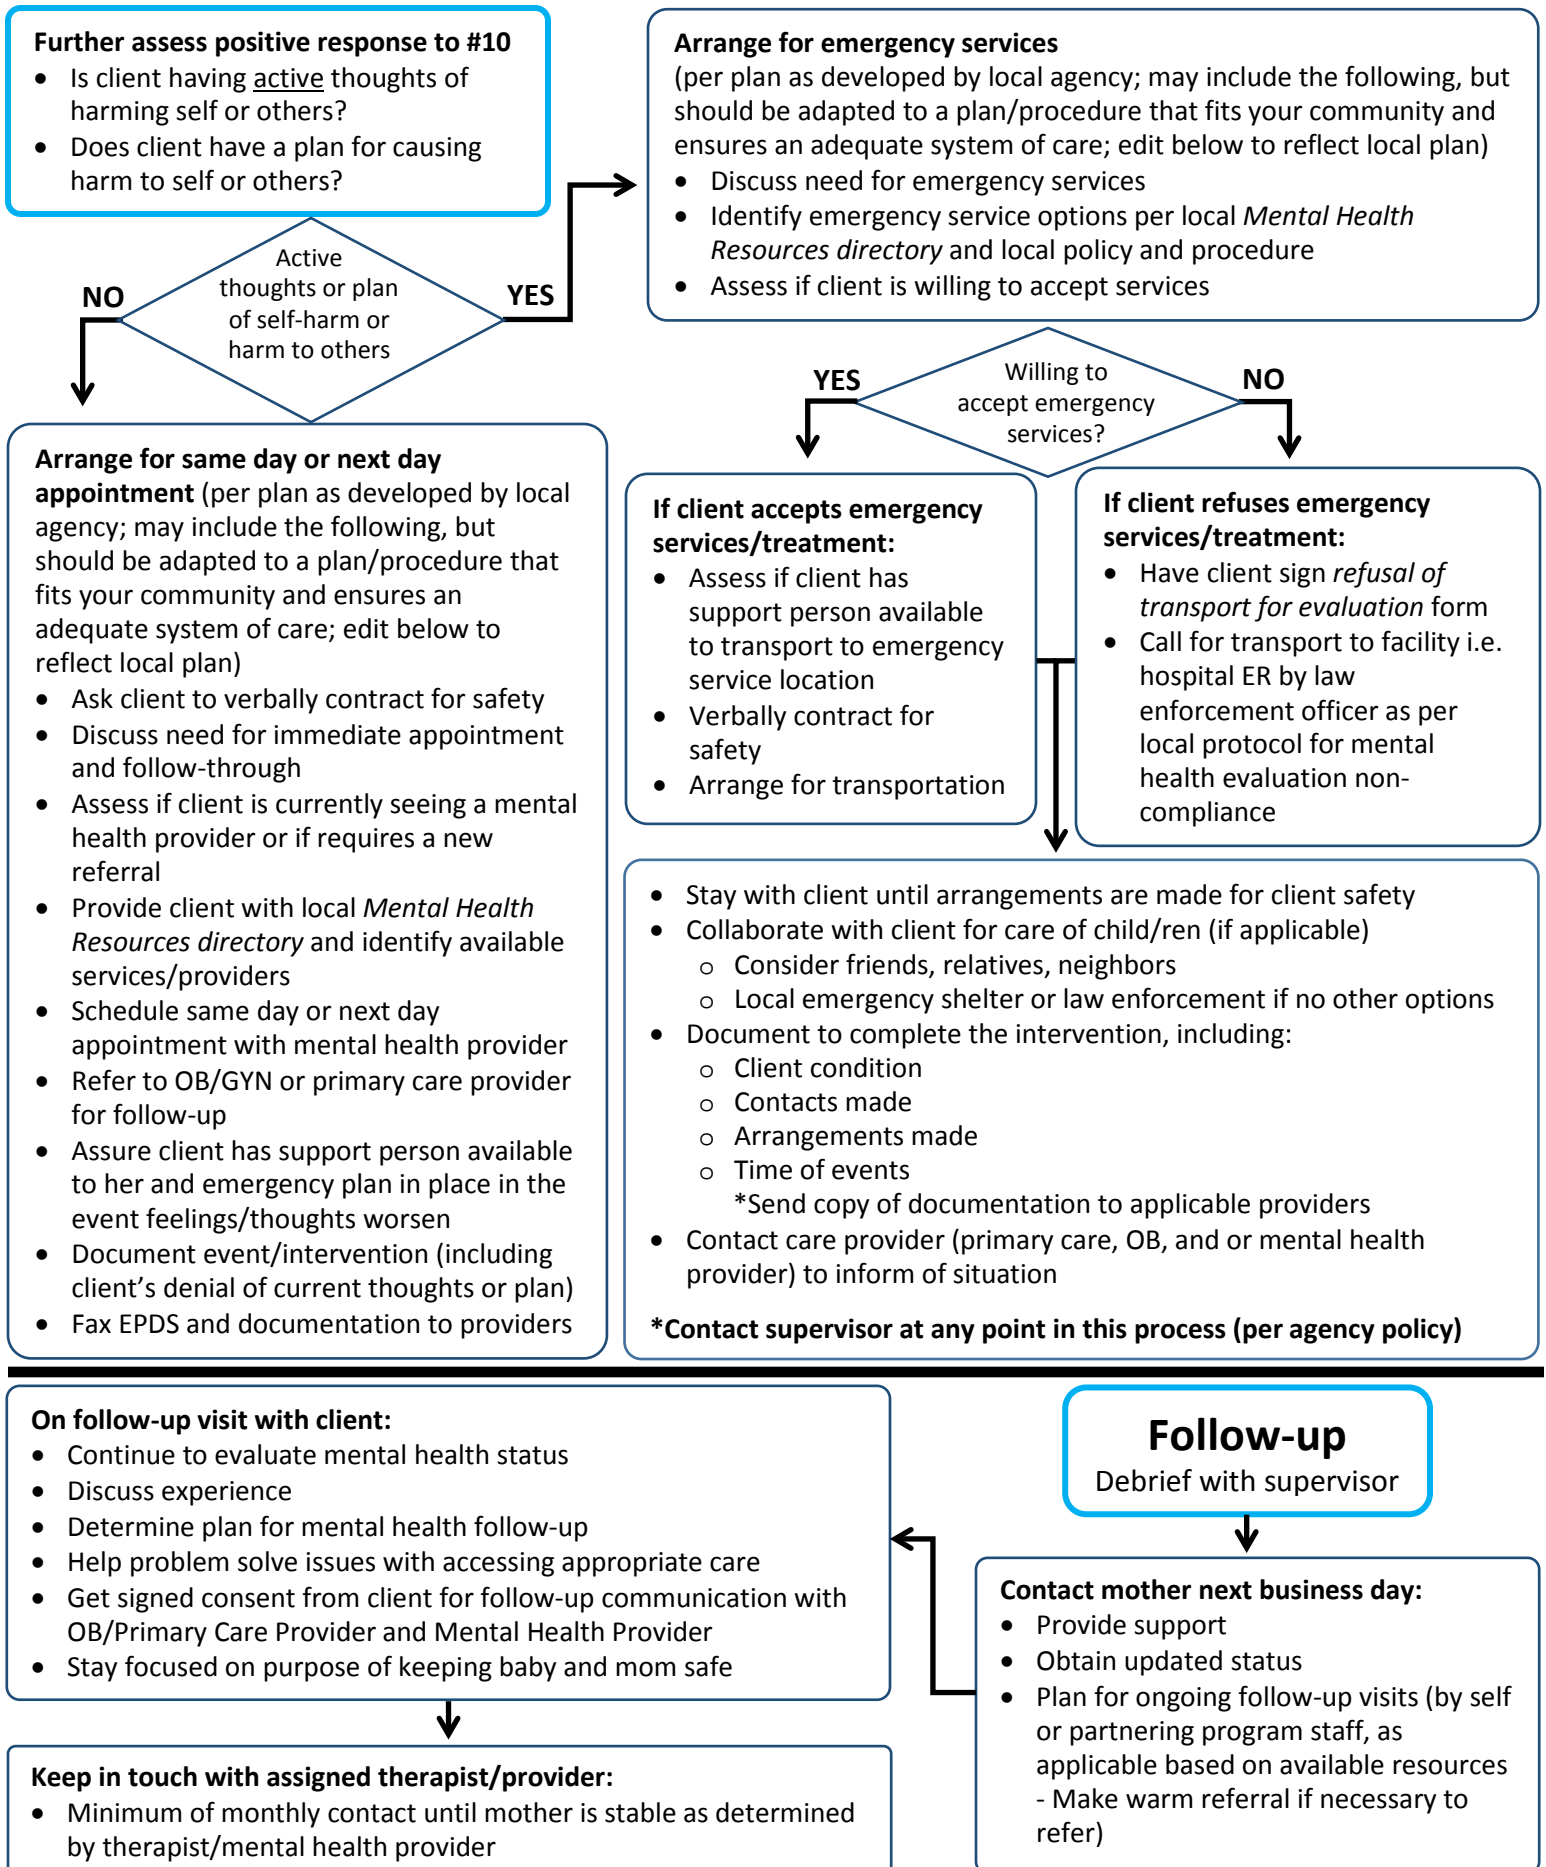 Further assess positive response to #10
• Is client having active thoughts of
harming self or others?
• Does client have a plan for causing
harm to self or others?
Active
thoughts or plan
of self-harm or
harm to others
NO
YES
Arrange for emergency services
(per plan as developed by local agency; may include the following, but
should be adapted to a plan/procedure that fits your community and
ensures an adequate system of care; edit below to reflect local plan)
• Discuss need for emergency services
• Identify emergency service options per local Mental Health
Resources directory and local policy and procedure
• Assess if client is willing to accept services
YES
Willing to
accept emergency
services?
NO
Arrange for same day or next day
appointment (per plan as developed by local
agency; may include the following, but
should be adapted to a plan/procedure that
fits your community and ensures an
adequate system of care; edit below to
reflect local plan)
• Ask client to verbally contract for safety
• Discuss need for immediate appointment
and follow-through
• Assess if client is currently seeing a mental
health provider or if requires a new
referral
• Provide client with local Mental Health
Resources directory and identify available
services/providers
• Schedule same day or next day
appointment with mental health provider
• Refer to OB/GYN or primary care provider
for follow-up
• Assure client has support person available
to her and emergency plan in place in the
event feelings/thoughts worsen
• Document event/intervention (including
client’s denial of current thoughts or plan)
• Fax EPDS and documentation to providers
If client accepts emergency
services/treatment:
• Assess if client has
support person available
to transport to emergency
service location
• Verbally contract for
safety
• Arrange for transportation
If client refuses emergency
services/treatment:
• Have client sign refusal of
transport for evaluation form
• Call for transport to facility i.e.
hospital ER by law
enforcement officer as per
local protocol for mental
health evaluation non-
compliance
• Stay with client until arrangements are made for client safety
• Collaborate with client for care of child/ren (if applicable)
o Consider friends, relatives, neighbors
o Local emergency shelter or law enforcement if no other options
• Document to complete the intervention, including:
o Client condition
o Contacts made
o Arrangements made
o Time of events
*Send copy of documentation to applicable providers
• Contact care provider (primary care, OB, and or mental health
provider) to inform of situation
*Contact supervisor at any point in this process (per agency policy)
Follow-up
Debrief with supervisor
Contact mother next business day:
• Provide support
• Obtain updated status
• Plan for ongoing follow-up visits (by self
or partnering program staff, as
applicable based on available resources
- Make warm referral if necessary to
refer)
On follow-up visit with client:
• Continue to evaluate mental health status
• Discuss experience
• Determine plan for mental health follow-up
• Help problem solve issues with accessing appropriate care
• Get signed consent from client for follow-up communication with
OB/Primary Care Provider and Mental Health Provider
• Stay focused on purpose of keeping baby and mom safe
Keep in touch with assigned therapist/provider:
• Minimum of monthly contact until mother is stable as determined
by therapist/mental health provider